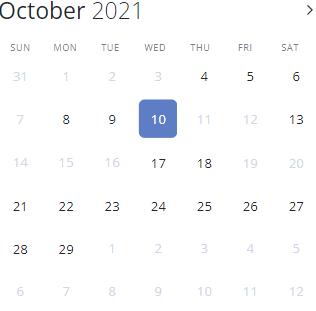 October 2021
SUN MON TUE WED THU FRI SAT
31 1 2 3 4 5 6
7 8 9 10 11 12 13
14 15 16 17 18 19 20
21 22 23 24 25 26 27
28 29 1 2 3 4 5
6 7 8 9 10 11 12